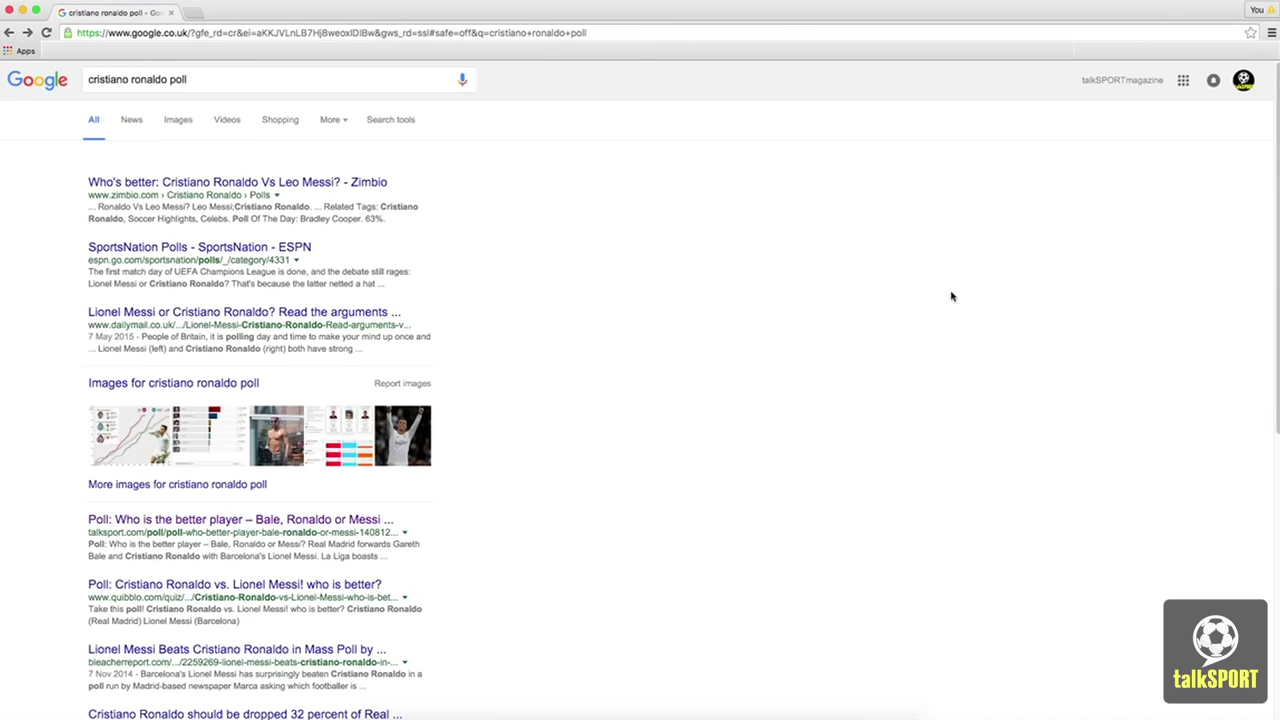 cristiano ronaldo poll - Goo
You
https://www.google.co.uk/?gfe_rd=cr&ei=aKKJVLnLB7Hj8weoxIDIBw&gws_rd=ssl#safe=off&q=cristiano+ronaldo+poll
Apps
Google
cristiano ronaldo poll
talkSPORTmagazine
All News Images Videos Shopping More Search tools
Who's better: Cristiano Ronaldo Vs Leo Messi? - Zimbio
www.zimbio.com › Cristiano Ronaldo › Polls
... Ronaldo Vs Leo Messi? Leo Messi;Cristiano Ronaldo. ... Related Tags: Cristiano
Ronaldo, Soccer Highlights, Celebs. Poll Of The Day: Bradley Cooper. 63%.
SportsNation Polls - SportsNation - ESPN
espn.go.com/sportsnation/polls/_/category/4331
The first match day of UEFA Champions League is done, and the debate still rages:
Lionel Messi or Cristiano Ronaldo? That's because the latter netted a hat ...
Lionel Messi or Cristiano Ronaldo? Read the arguments ...
www.dailymail.co.uk/.../Lionel-Messi-Cristiano-Ronaldo-Read-arguments-v...
7 May 2015 - People of Britain, it is polling day and time to make your mind up once and
... Lionel Messi (left) and Cristiano Ronaldo (right) both have strong ...
Images for cristiano ronaldo poll
Report images
More images for cristiano ronaldo poll
Poll: Who is the better player – Bale, Ronaldo or Messi ...
talksport.com/poll/poll-who-better-player-bale-ronaldo-or-messi-140812...
Poll: Who is the better player – Bale, Ronaldo or Messi? Real Madrid forwards Gareth
Bale and Cristiano Ronaldo with Barcelona's Lionel Messi. La Liga boasts ...
Poll: Cristiano Ronaldo vs. Lionel Messi! who is better?
www.quibblo.com/quiz/.../Cristiano-Ronaldo-vs-Lionel-Messi-who-is-bet...
Take this poll! Cristiano Ronaldo vs. Lionel Messi! who is better? Cristiano Ronaldo
(Real Madrid) Lionel Messi (Barcelona)
Lionel Messi Beats Cristiano Ronaldo in Mass Poll by ...
bleacherreport.com/.../2259269-lionel-messi-beats-cristiano-ronaldo-in-...
7 Nov 2014 - Barcelona's Lionel Messi has surprisingly beaten Cristiano Ronaldo in a
poll run by Madrid-based newspaper Marca asking which footballer is ...
Cristiano Ronaldo should be dropped 32 percent of Real ...
talkSPORT